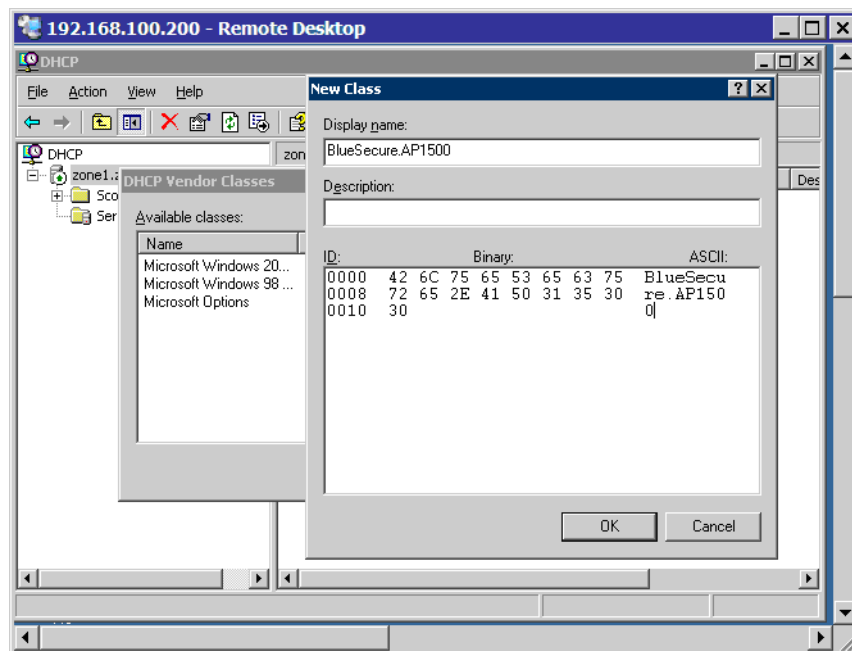 192.168.100.200 - Remote Desktop
DHCP
File Action View Help
DHCP
zone1.z
Sco
Ser
zon
Des
DHCP Vendor Classes
Available classes:
Name
Microsoft Windows 20...
Microsoft Windows 98 ...
Microsoft Options
New Class
Display name:
BlueSecure.AP1500
Description:
ID: Binary: ASCII:
0000 42 6C 75 65 53 65 63 75 BlueSecu
0008 72 65 2E 41 50 31 35 30 re.AP150
0010 30 0
OK Cancel